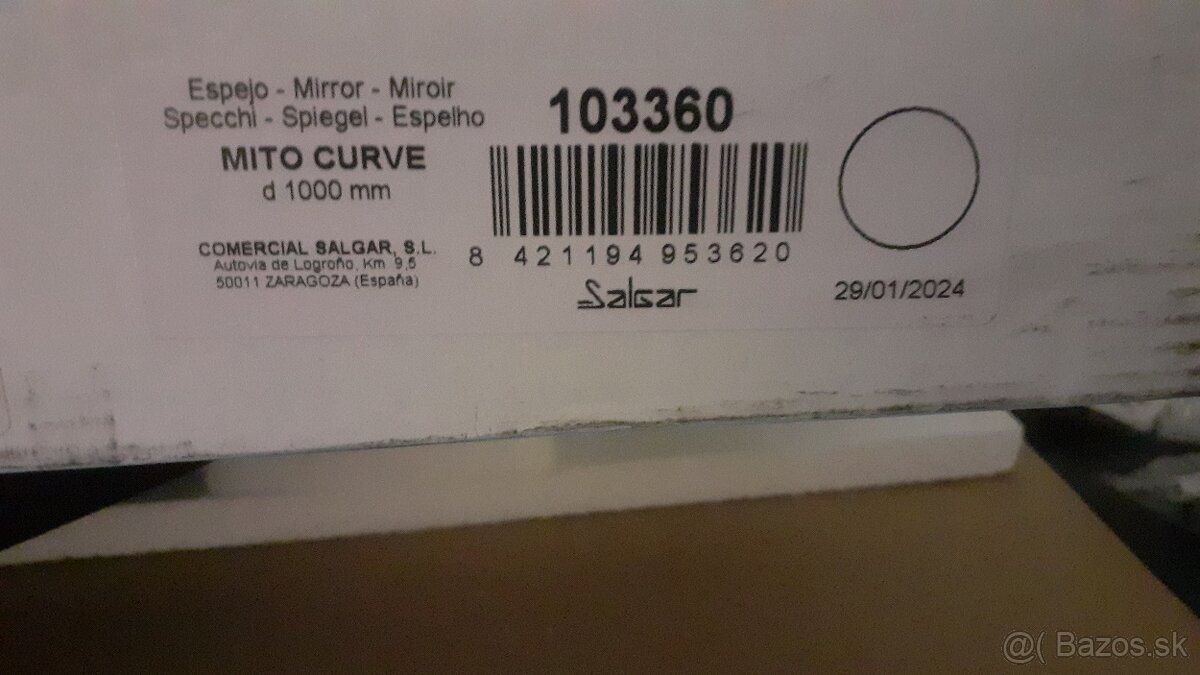 Espejo - Mirror - Miroir
Specchi - Spiegel - Espelho
MITO CURVE
d 1000 mm
COMERCIAL SALGAR, S.L.
Autovia de Logroño, Km 9,5
50011 ZARAGOZA (España)
103360
8 421194 953620
Salgar
29/01/2024
@( Bazos.sk